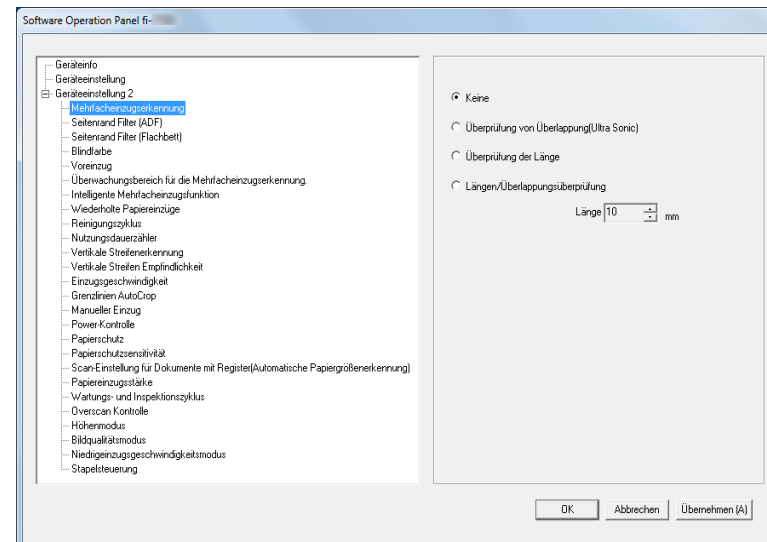 Software Operation Panel fi-
Geräteinfo
Geräteeinstellung
Geräteeinstellung 2
Mehrfacheinzugserkennung
Seitenrand Filter (ADF)
Seitenrand Filter (Flachbett)
Blindfarbe
Voreinzug
Überwachungsbereich für die Mehrfacheinzugserkennung.
Intelligente Mehrfacheinzugsfunktion
Wiederholte Papiereinzüge
Reinigungszyklus
Nutzungsdauerzähler
Vertikale Streifenerkennung
Vertikale Streifen Empfindlichkeit
Einzugsgeschwindigkeit
Grenzlinien AutoCrop
Manueller Einzug
Power-Kontrolle
Papierschutz
Papierschutzsensitivität
Scan-Einstellung für Dokumente mit Register(Automatische Papiergrößenerkennung)
Papiereinzugsstärke
Wartungs- und Inspektionszyklus
Overscan Kontrolle
Höhenmodus
Bildqualitätsmodus
Niedrigeinzugsgeschwindigkeitsmodus
Stapelsteuerung
Keine
Überprüfung von Überlappung(Ultra Sonic)
Überprüfung der Länge
Längen/Überlappungsüberprüfung
Länge 10 mm
OK Abbrechen Übernehmen (A)